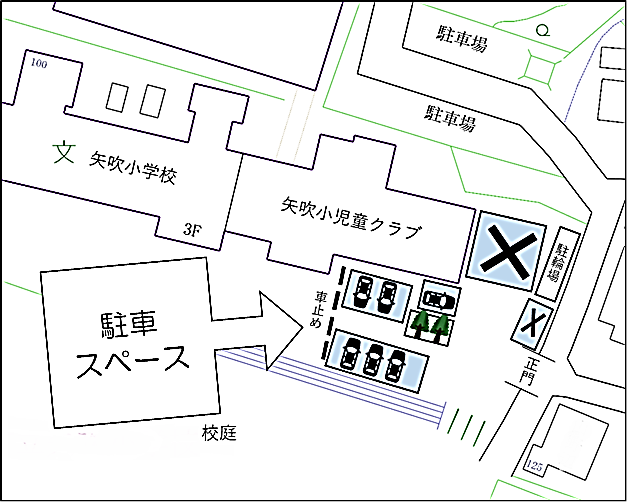 駐車場
駐車場
100
文
矢吹小学校
3F
矢吹小児童クラブ
駐輪場
車止め
駐車
スペース
正門
校庭
125